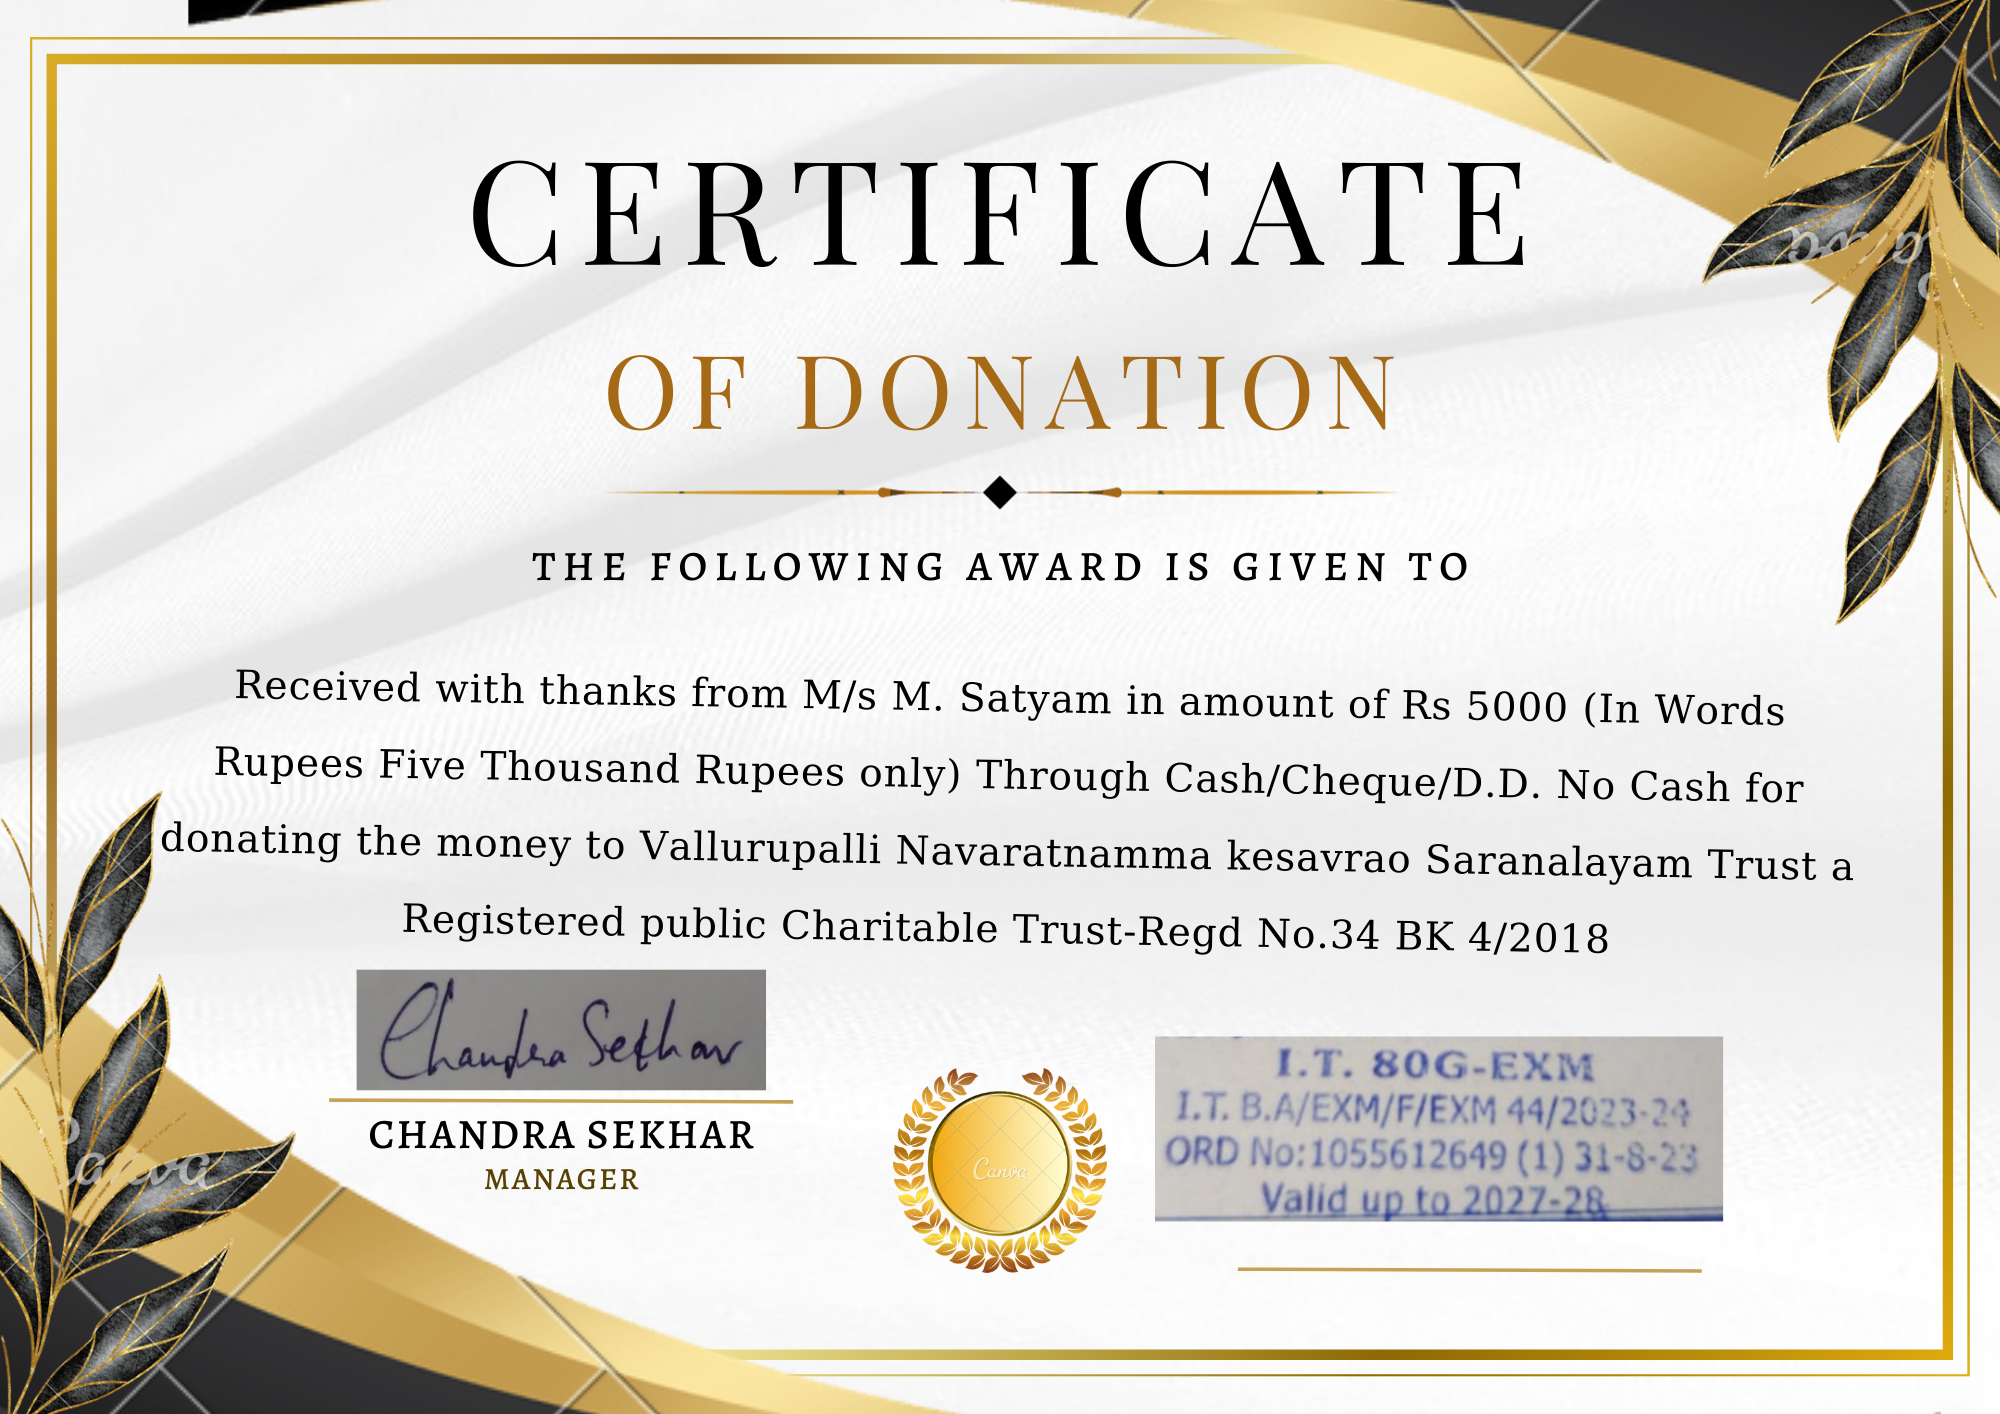 CERTIFICATE
OF DONATION
THE FOLLOWING AWARD IS GIVEN TO
Received with thanks from M/s M. Satyam in amount of Rs 5000 (In Words
Rupees Five Thousand Rupees only) Through Cash/Cheque/D.D. No Cash for
donating the money to Vallurupalli Navaratnamma kesavrao Saranalayam Trust a
Registered public Charitable Trust-Regd No.34 BK 4/2018
Chandra Sekhar
CHANDRA SEKHAR
MANAGER
Canva
I.T. 80G-EXM
I.T. B.A/EXM/F/EXM 44/2023-24
ORD No:1055612649 (1) 31-8-23
Valid up to 2027-28